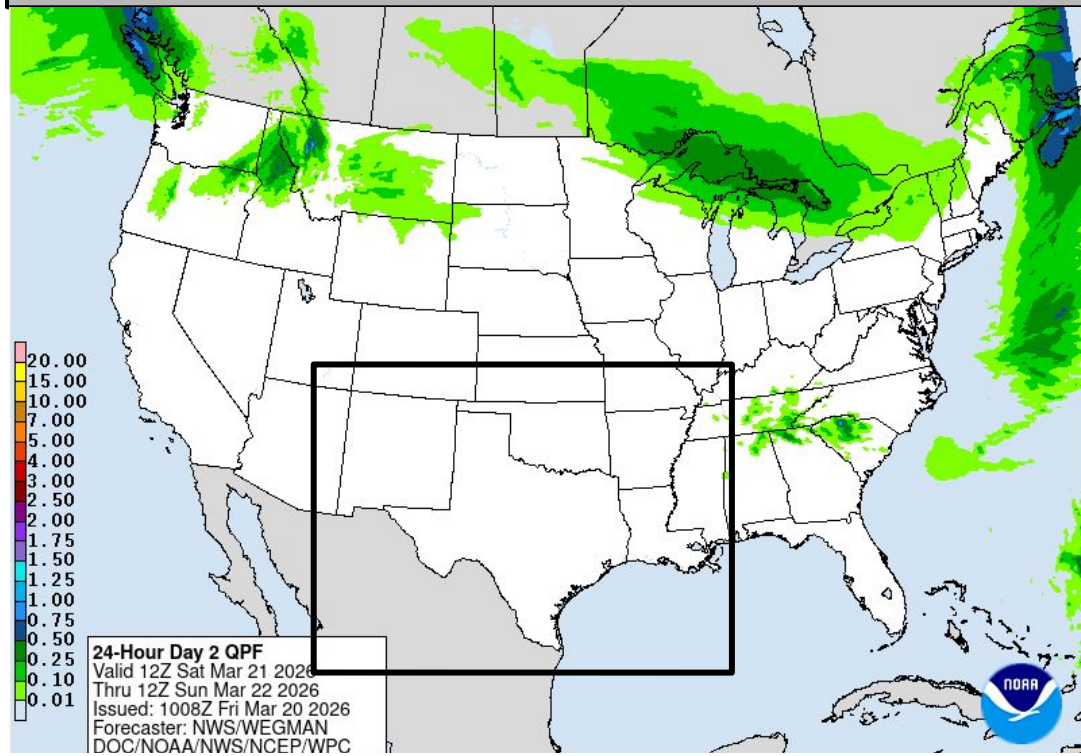 20.00
15.00
10.00
7.00
5.00
4.00
3.00
2.50
2.00
1.75
1.50
1.25
1.00
0.75
0.50
0.25
0.10
0.01
24-Hour Day 2 QPF
Valid 12Z Sat Mar 21 2026
Thru 12Z Sun Mar 22 2026
Issued: 1008Z Fri Mar 20 2026
Forecaster: NWS/WEGMAN
DOC/NOAA/NWS/NCEP/WPC
NOAA